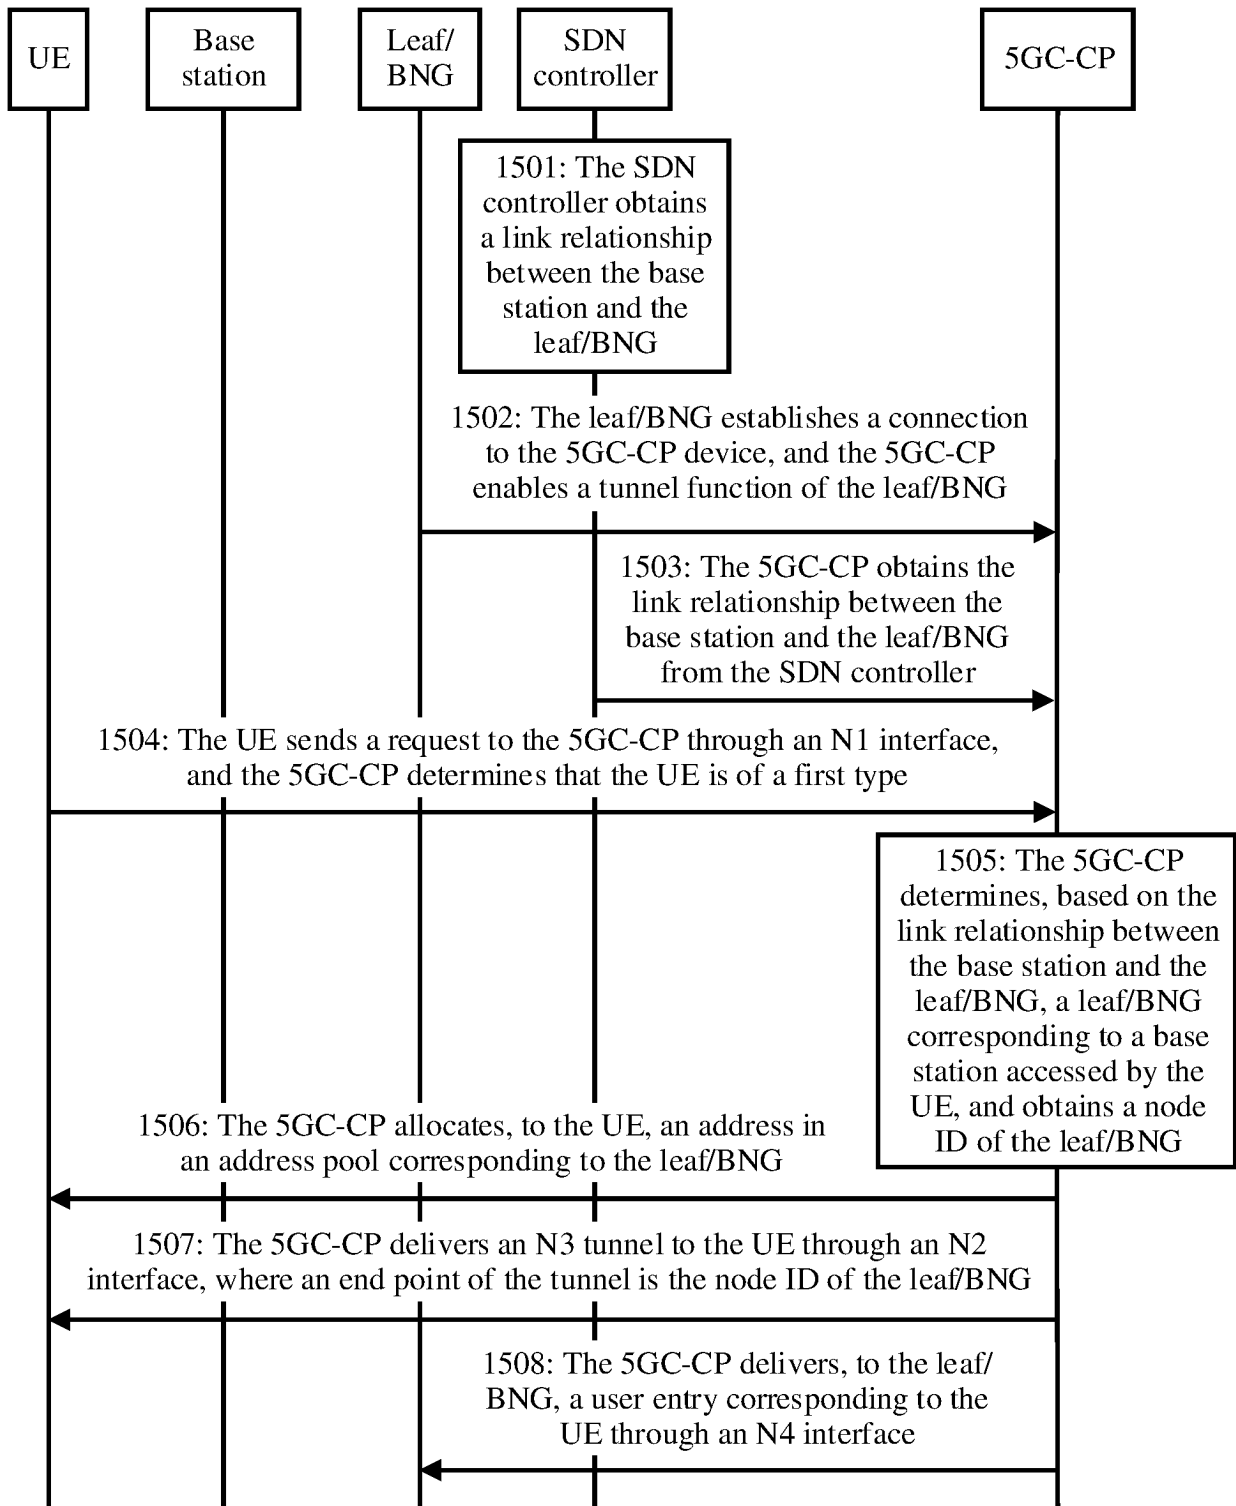 UE
Base
station
Leaf/
BNG
SDN
controller
5GC-CP
1501: The SDN
controller obtains
a link relationship
between the base
station and the
leaf/BNG
1502: The leaf/BNG establishes a connection
to the 5GC-CP device, and the 5GC-CP
enables a tunnel function of the leaf/BNG
1503: The 5GC-CP obtains the
link relationship between the
base station and the leaf/BNG
from the SDN controller
1504: The UE sends a request to the 5GC-CP through an N1 interface,
and the 5GC-CP determines that the UE is of a first type
1505: The 5GC-CP
determines, based on the
link relationship between
the base station and the
leaf/BNG, a leaf/BNG
corresponding to a base
station accessed by the
UE, and obtains a node
ID of the leaf/BNG
1506: The 5GC-CP allocates, to the UE, an address in
an address pool corresponding to the leaf/BNG
1507: The 5GC-CP delivers an N3 tunnel to the UE through an N2
interface, where an end point of the tunnel is the node ID of the leaf/BNG
1508: The 5GC-CP delivers, to the leaf/
BNG, a user entry corresponding to the
UE through an N4 interface